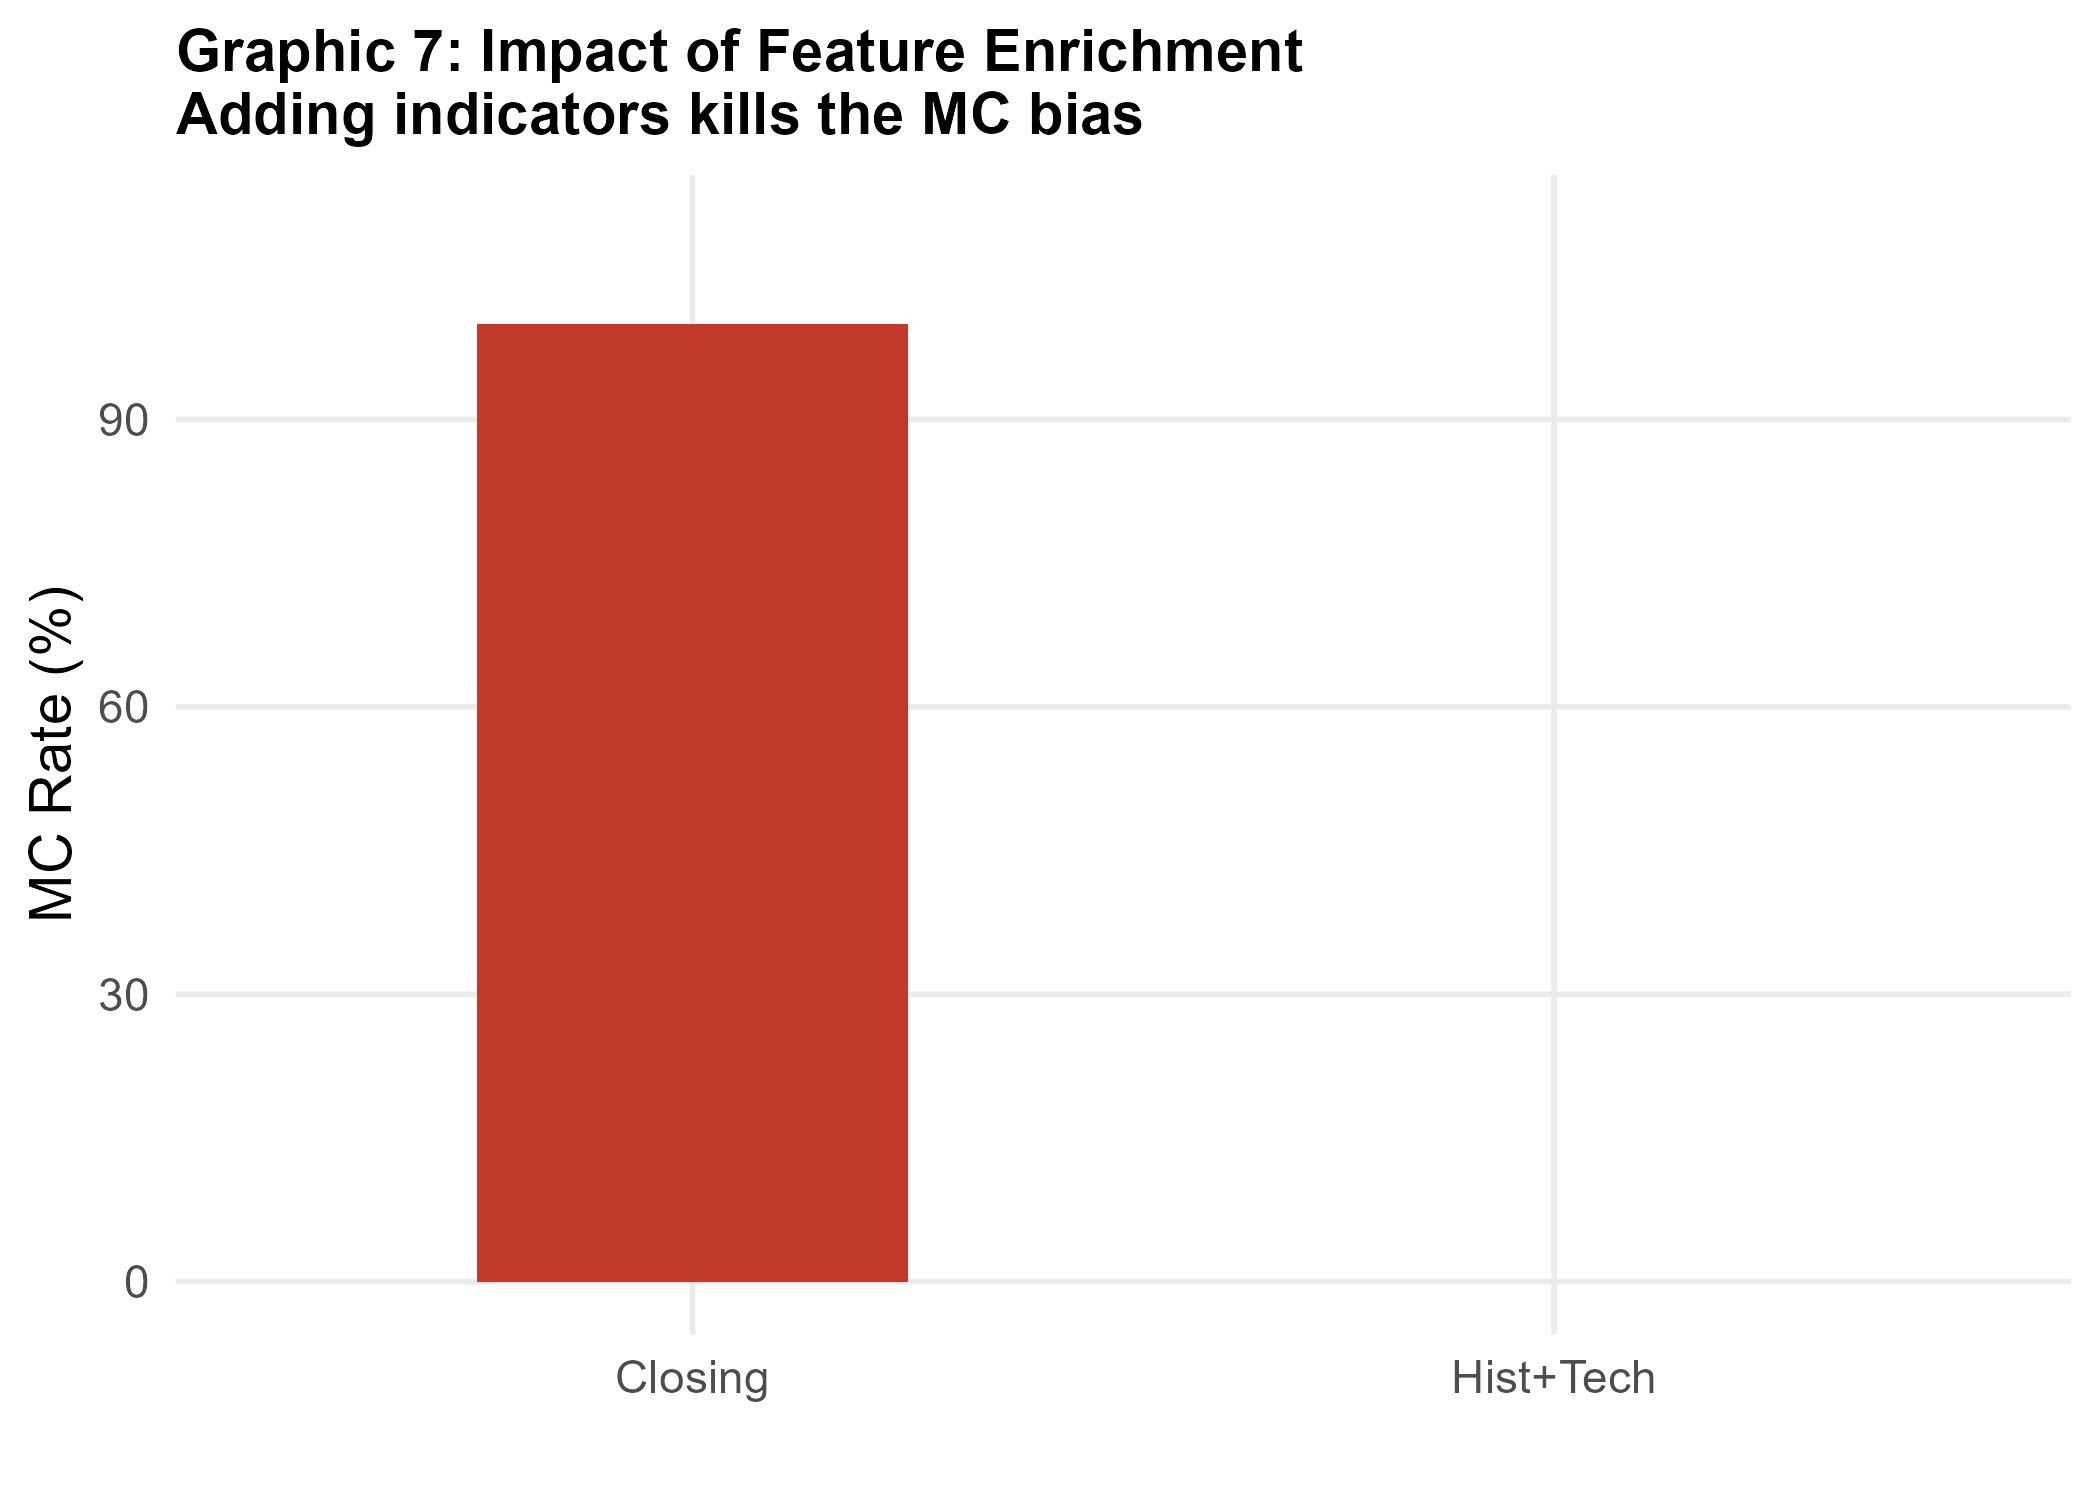 Graphic 7: Impact of Feature Enrichment
Adding indicators kills the MC bias
MC Rate (%)
90
60
30
0
Closing
Hist+Tech